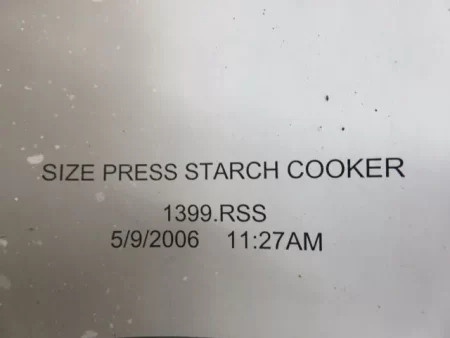 SIZE PRESS STARCH COOKER
1399.RSS
5/9/2006 11:27AM